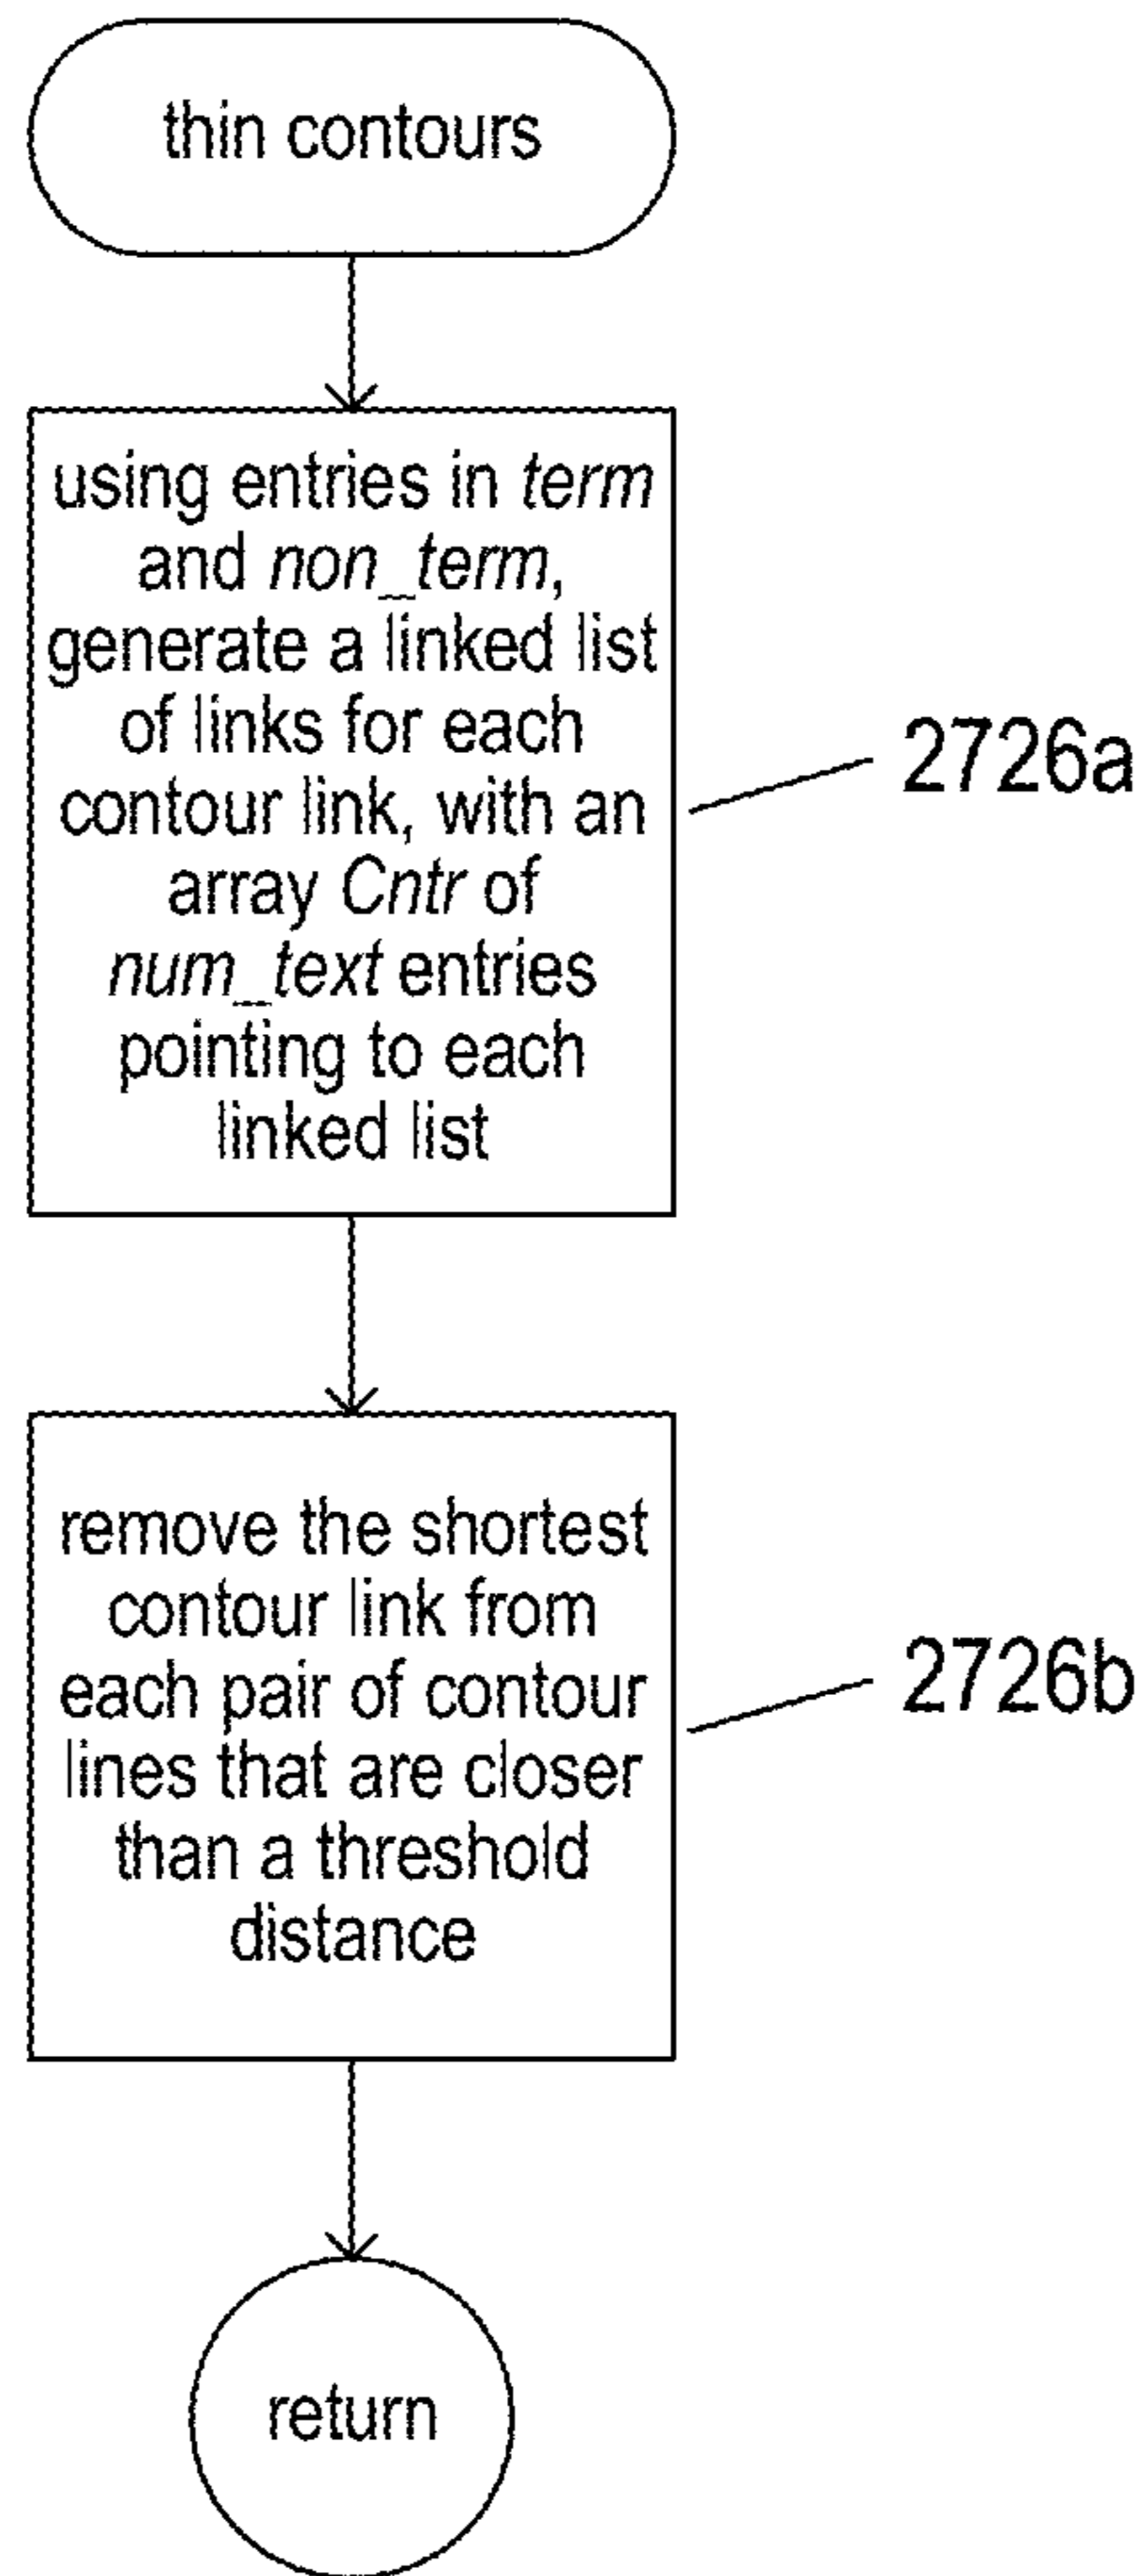 thin contours
using entries in term
and non_term,
generate a linked list
of links for each
contour link, with an
array Cntr of
num_text entries
pointing to each
linked list
2726a
remove the shortest
contour link from
each pair of contour
lines that are closer
than a threshold
distance
2726b
return